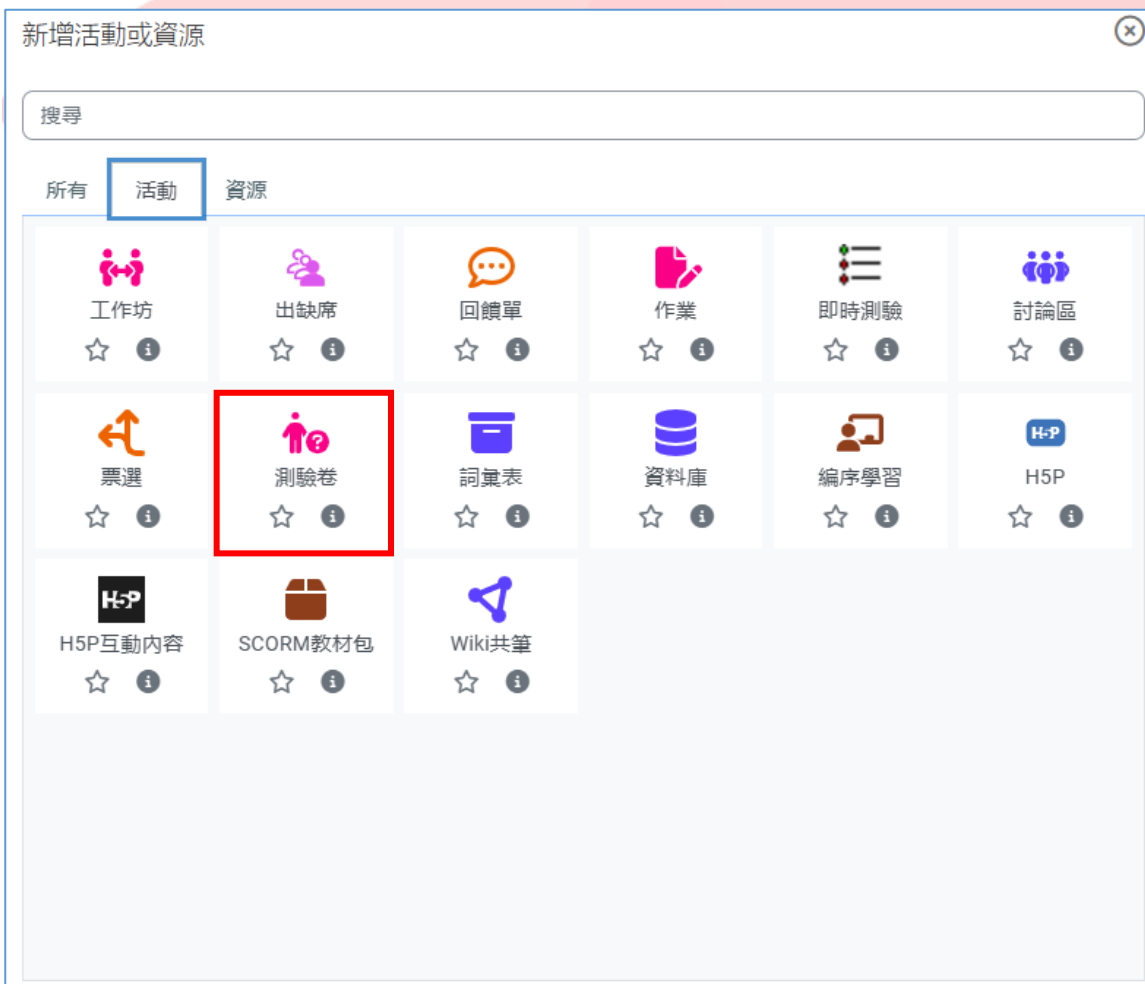 新增活動或資源
搜尋
所有 活動 資源
工作坊 出缺席 回饋單 作業 即時測驗 討論區
票選 測驗卷 詞彙表 資料庫 編序學習 H5P
H5P
H-P互動內容 SCORM教材包 Wiki共筆